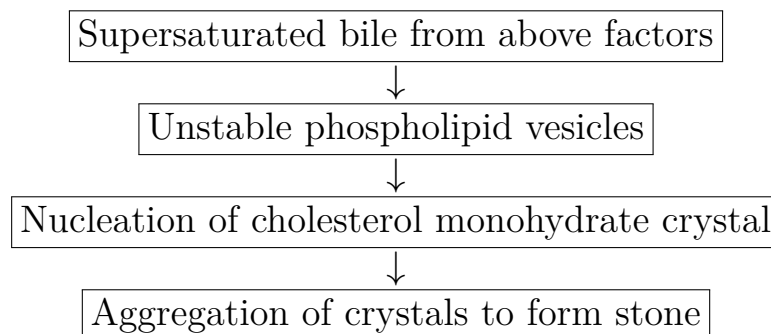 Supersaturated bile from above factors
Unstable phospholipid vesicles
Nucleation of cholesterol monohydrate crystal
Aggregation of crystals to form stone